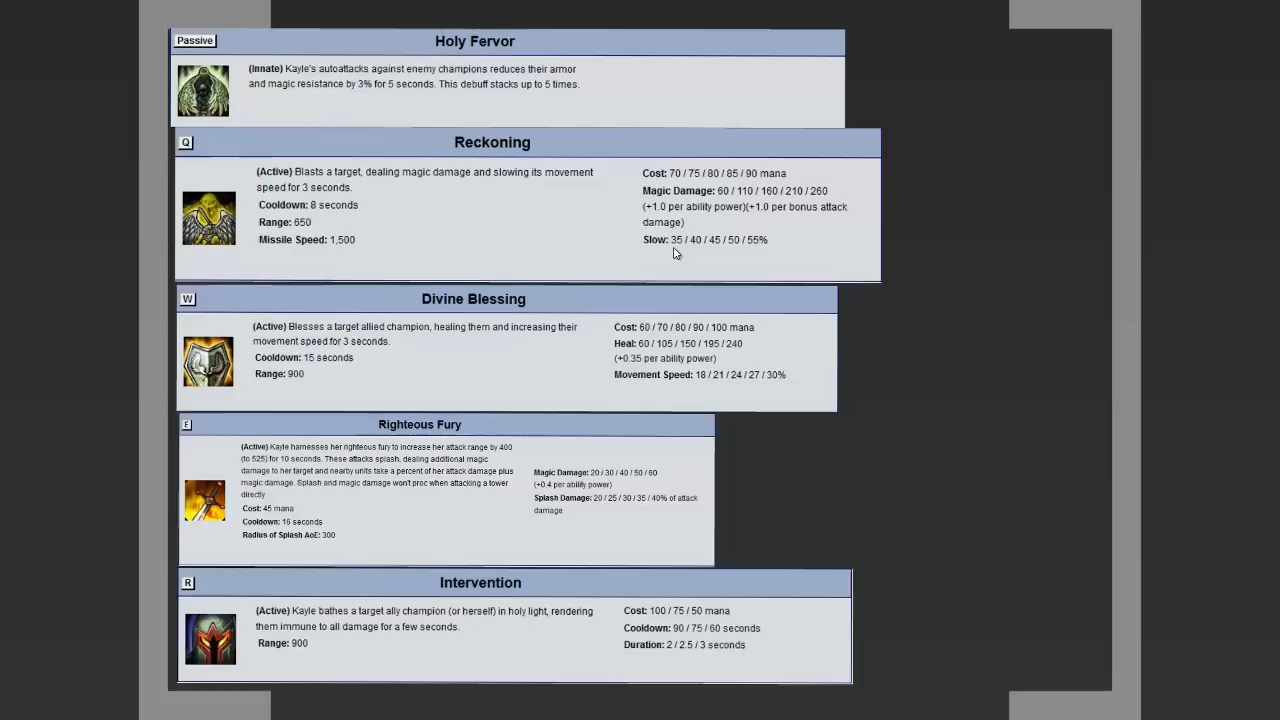 Passive
Holy Fervor
(Innate) Kayle's autoattacks against enemy champions reduces their armor
and magic resistance by 3% for 5 seconds. This debuff stacks up to 5 times.
Q
Reckoning
(Active) Blasts a target, dealing magic damage and slowing its movement
speed for 3 seconds.
Cooldown: 8 seconds
Range: 650
Missile Speed: 1,500
Cost: 70 / 75 / 80 / 85 / 90 mana
Magic Damage: 60 / 110 / 160 / 210 / 260
(+1.0 per ability power)(+1.0 per bonus attack
damage)
Slow: 35 / 40 / 45 / 50 / 55%
W
Divine Blessing
(Active) Blesses a target allied champion, healing them and increasing their
movement speed for 3 seconds.
Cooldown: 15 seconds
Range: 900
Cost: 60 / 70 / 80 / 90 / 100 mana
Heal: 60 / 105 / 150 / 195 / 240
(+0.35 per ability power)
Movement Speed: 18 / 21 / 24 / 27 / 30%
E
Righteous Fury
(Active) Kayle harnesses her righteous fury to increase her attack range by 400
(to 525) for 10 seconds. These attacks splash, dealing additional magic
damage to her target and nearby units take a percent of her attack damage plus
magic damage. Splash and magic damage won't proc when attacking a tower
directly
Cost: 45 mana
Cooldown: 16 seconds
Radius of Splash AoE: 300
Magic Damage: 20 / 30 / 40 / 50 / 60
(+0.4 per ability power)
Splash Damage: 20 / 25 / 30 / 35 / 40% of attack
damage
R
Intervention
(Active) Kayle bathes a target ally champion (or herself) in holy light, rendering
them immune to all damage for a few seconds.
Range: 900
Cost: 100 / 75 / 50 mana
Cooldown: 90 / 75 / 60 seconds
Duration: 2 / 2.5 / 3 seconds